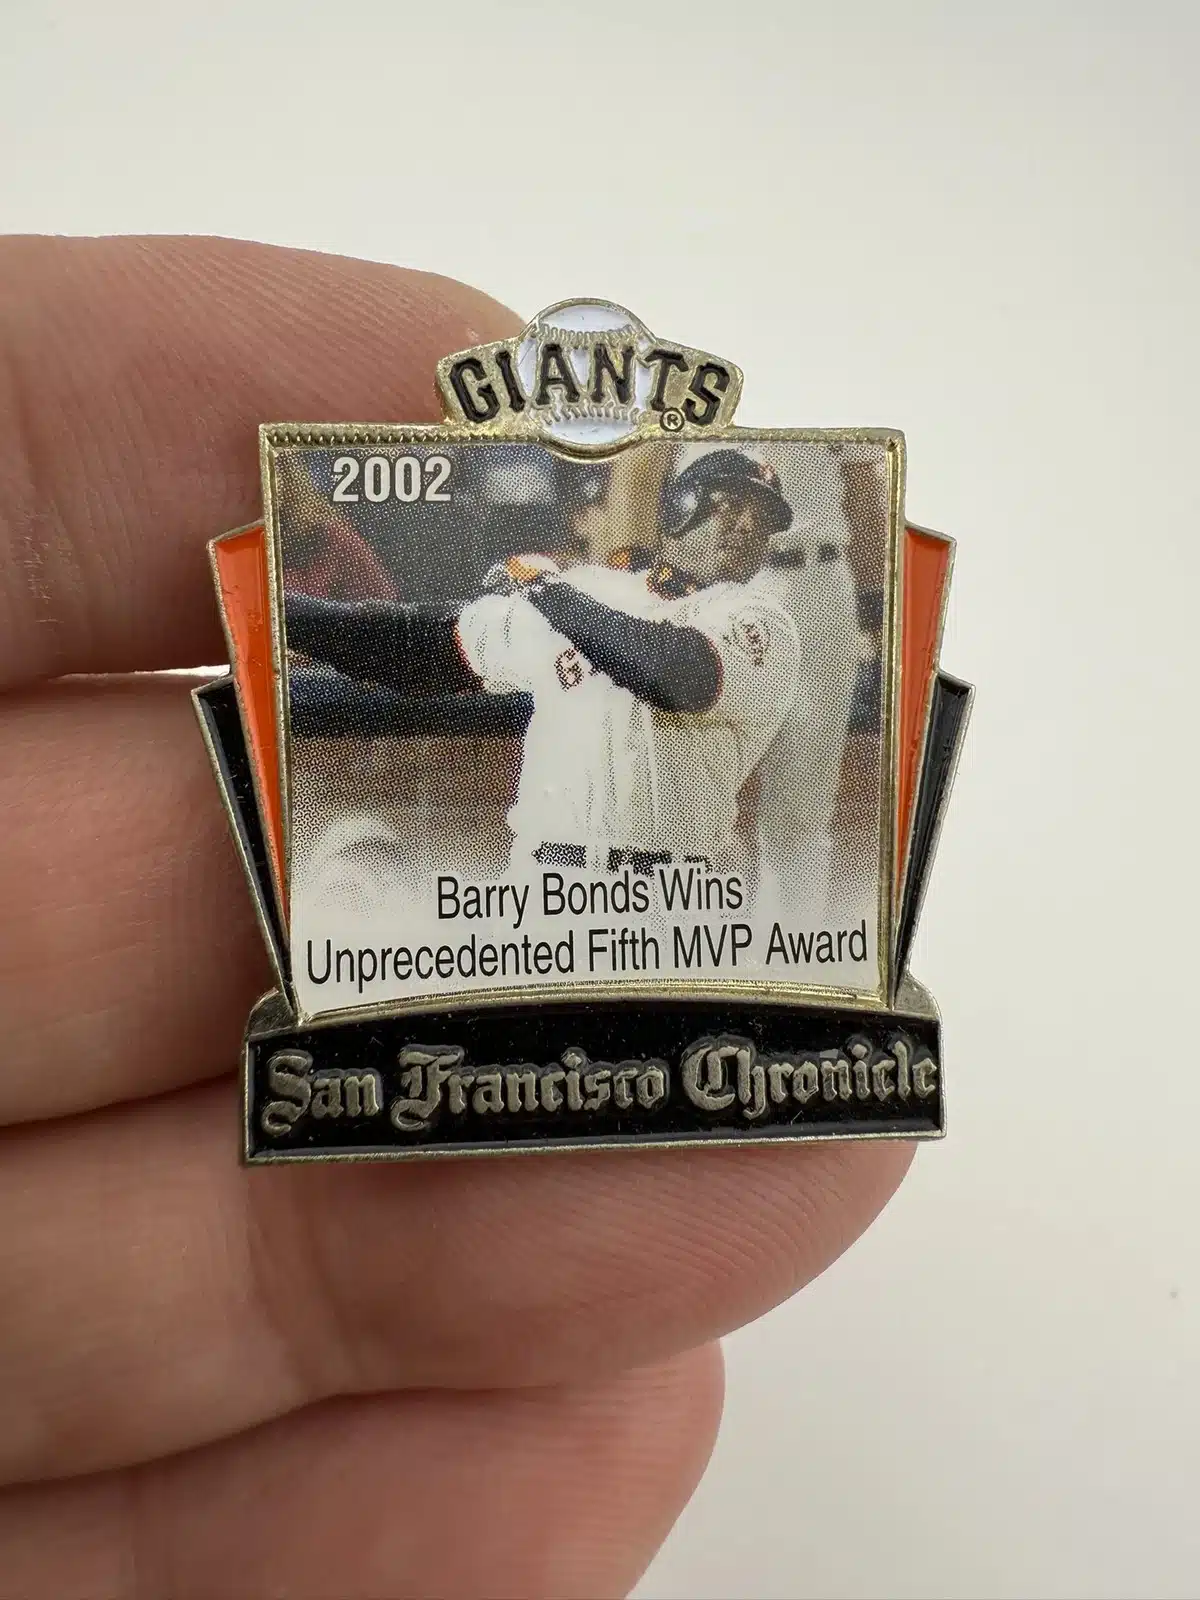 GIANTS®
2002
Barry Bonds Wins
Unprecedented Fifth MVP Award
San Francisco Chronicle